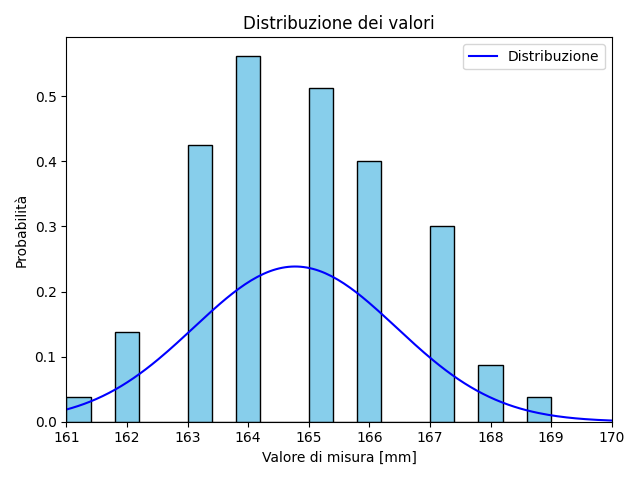 Distribuzione dei valori
Distribuzione
Probabilità
0.5
0.4
0.3
0.2
0.1
0.0
161 162 163 164 165 166 167 168 169 170
Valore di misura [mm]